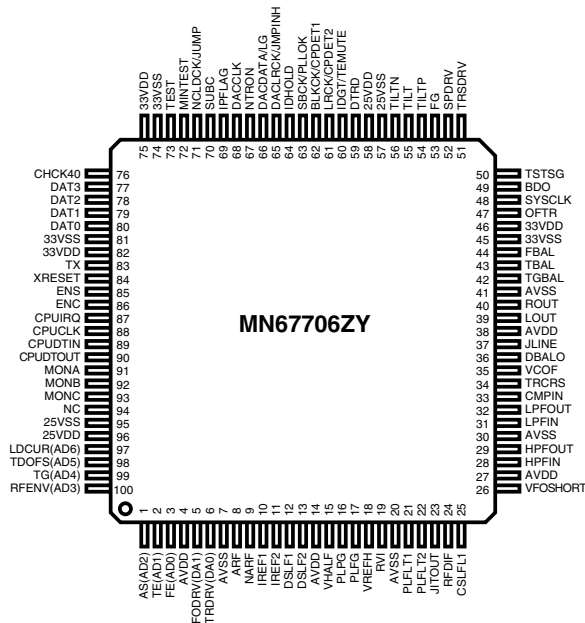 33VDD
33VSS
TEST
MINTEST
NCLDCK/JUMP
SUBC
IPFLAG
DACCLK
NTRON
DACDATA/LG
DACLRCK/JMPINH
IDHOLD
SBCK/PLLOK
BLKCK/CPDET1
LRCK/CPDET2
IDGT/TEMUTE
DTRD
25VDD
25VSS
TILTN
TILT
TILTP
FG
SPDRV
TRSDRV
75 74 73 72 71 70 69 68 67 66 65 64 63 62 61 60 59 58 57 56 55 54 53 52 51
CHCK40 76
DAT3 77
DAT2 78
DAT1 79
DAT0 80
33VSS 81
33VDD 82
TX 83
XRESET 84
ENS 85
ENC 86
CPUIRQ 87
CPUCLK 88
CPUDTIN 89
CPUDTOUT 90
MONA 91
MONB 92
MONC 93
NC 94
25VSS 95
25VDD 96
LDCUR(AD6) 97
TDOFS(AD5) 98
TG(AD4) 99
RFENV(AD3) 100
MN67706ZY
50 TSTSG
49 BDO
48 SYSCLK
47 OFTR
46 33VDD
45 33VSS
44 FBAL
43 TBAL
42 TGBAL
41 AVSS
40 ROUT
39 LOUT
38 AVDD
37 JLINE
36 DBALO
35 VCOF
34 TRCRS
33 CMPIN
32 LPFOUT
31 LPFIN
30 AVSS
29 HPFOUT
28 HPFIN
27 AVDD
26 VFOSHORT
1 2 3 4 5 6 7 8 9 10 11 12 13 14 15 16 17 18 19 20 21 22 23 24 25
AS(AD2)
TE(AD1)
FE(AD0)
AVDD
FODRV(DA1)
TRDRV(DA0)
AVSS
ARF
NARF
IREF1
IREF2
DSLF1
DSLF2
AVDD
VHALF
PLPG
PLFG
VREFH
RVI
AVSS
PLFLT1
PLFLT2
JITOUT
RFDIF
CSLFL1